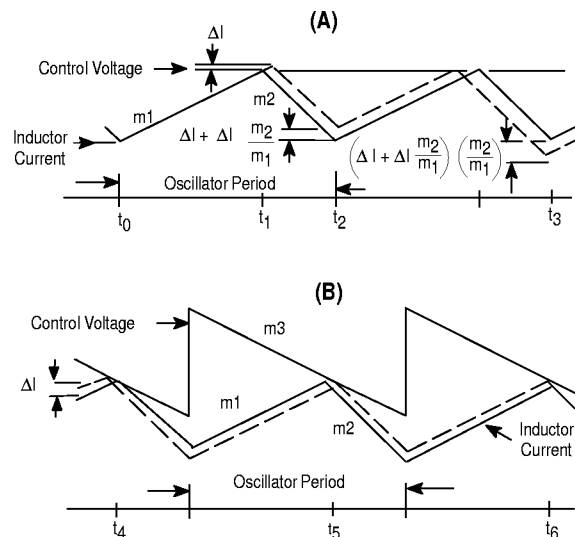 (A)
ΔI
Control Voltage
m1
m2
Inductor
Current
ΔI + ΔI m2/m1
(ΔI + ΔI m2/m1) (m2/m1)
Oscillator Period
t0 t1 t2 t3
(B)
Control Voltage
m3
ΔI
m1
m2
Inductor
Current
Oscillator Period
t4 t5 t6